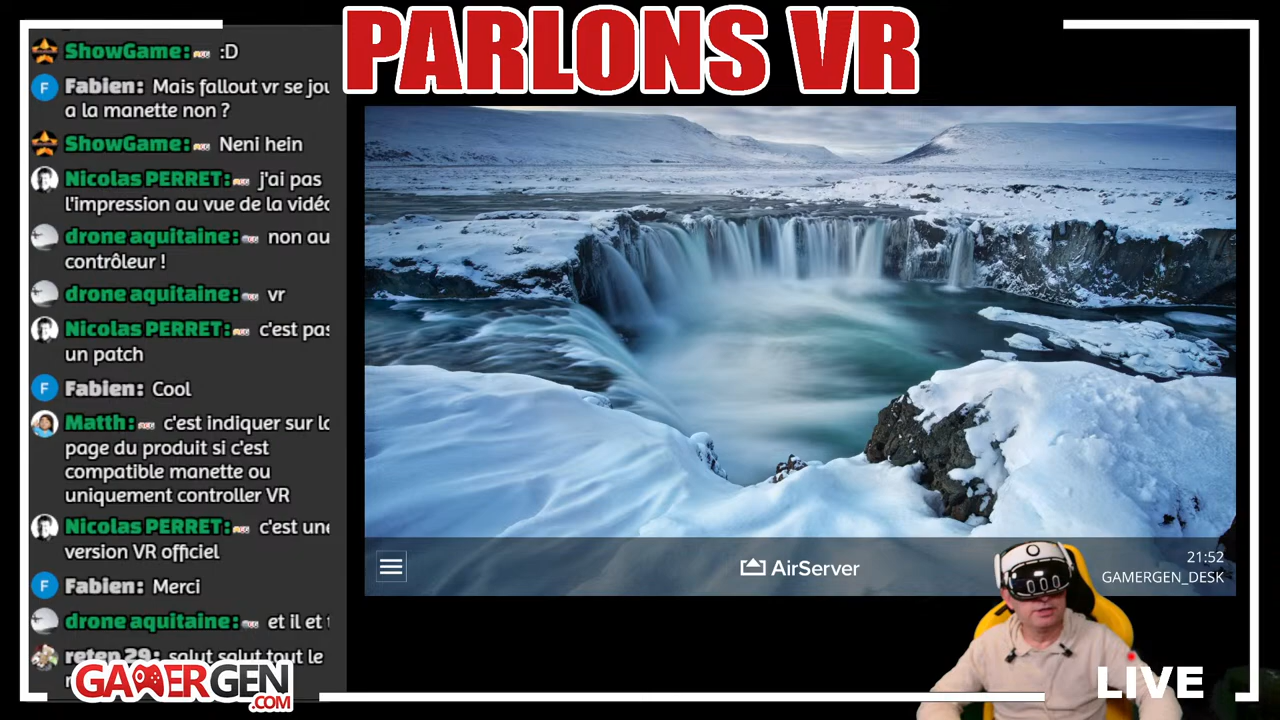 PARLONS VR
ShowGame: :D
Fabien: Mais fallout vr se jou
a la manette non ?
ShowGame: Neni hein
Nicolas PERRET: j'ai pas
l'impression au vue de la vidéo
drone aquitaine: non au
contrôleur !
drone aquitaine: vr
Nicolas PERRET: c'est pas
un patch
Fabien: Cool
Matth: c'est indiquer sur la
page du produit si c'est
compatible manette ou
uniquement controller VR
Nicolas PERRET: c'est une
version VR officiel
Fabien: Merci
drone aquitaine: et il et
reten 29: salut salut tout le
GAMERGEN
.COM
AirServer
21:52
GAMERGEN_DESK
LIVE